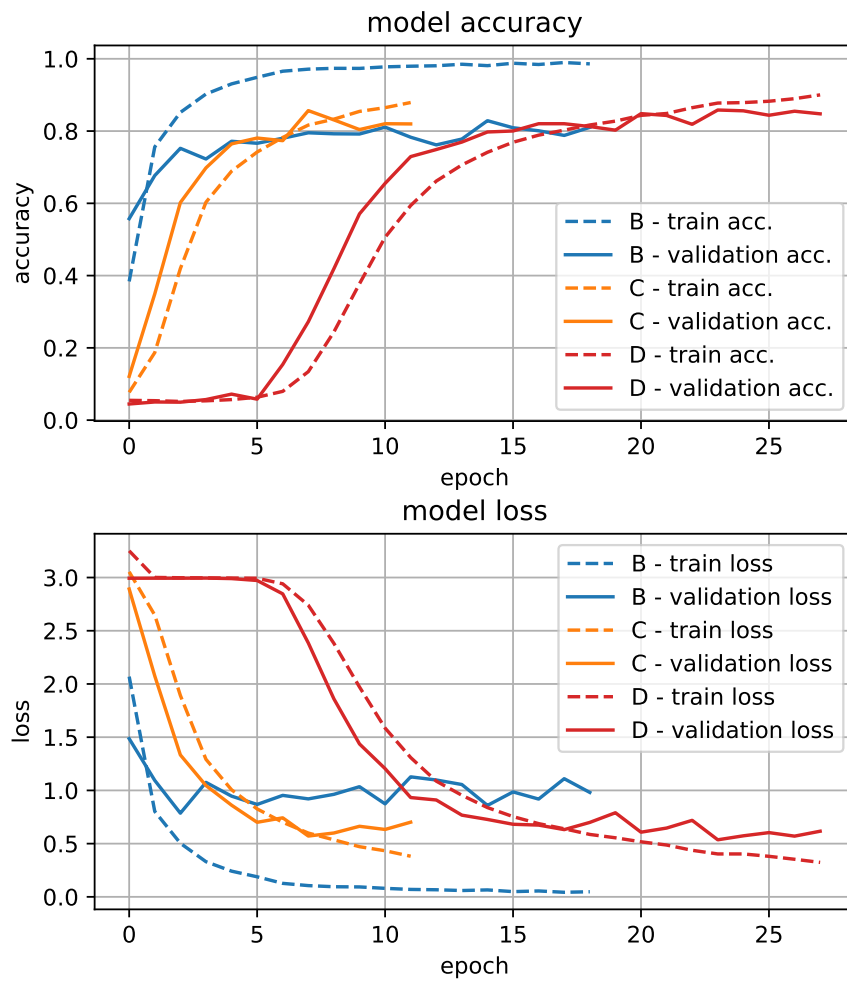 model accuracy
1.0
0.8
0.6
0.4
0.2
0.0
accuracy
B - train acc.
B - validation acc.
C - train acc.
C - validation acc.
D - train acc.
D - validation acc.
0 5 10 15 20 25
epoch
model loss
3.0
2.5
2.0
1.5
1.0
0.5
0.0
loss
B - train loss
B - validation loss
C - train loss
C - validation loss
D - train loss
D - validation loss
0 5 10 15 20 25
epoch